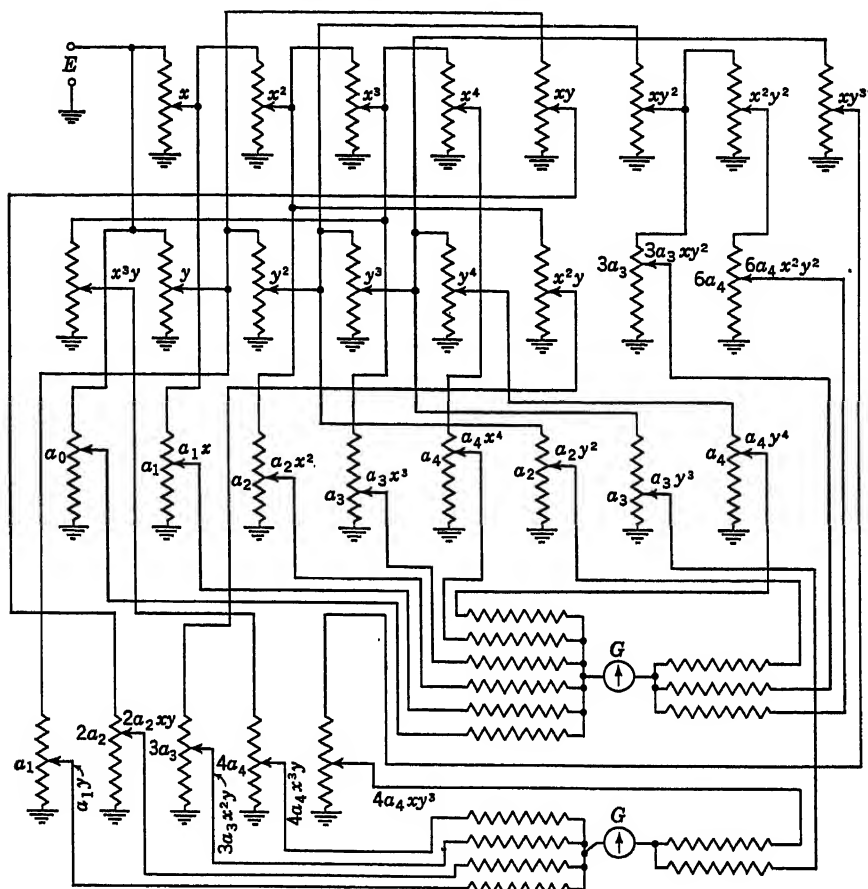 E x x² x³ x⁴ xy xy² x²y² xy³
x³y y y² y³ y⁴ x²y 3a₃ 3a₃xy² 6a₄ 6a₄x²y²
a₀ a₁ a₁x a₂ a₂x² a₃ a₃x³ a₄ a₄x⁴ a₂ a₂y² a₃ a₃y³ a₄ a₄y⁴
G
a₁ a₁y 2a₂ 2a₂xy 3a₃ 3a₃x²y 4a₄ 4a₄x³y 4a₄xy³
G